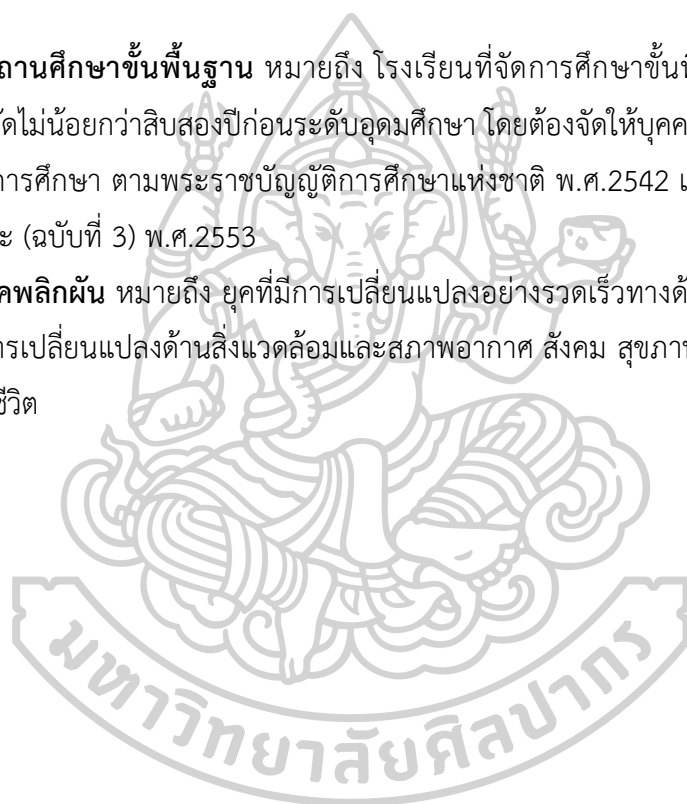 ถานศึกษาขั้นพื้นฐาน หมายถึง โรงเรียนที่จัดการศึกษาขั้นพื
ัดไม่น้อยกว่าสิบสองปีก่อนระดับอุดมศึกษา โดยต้องจัดให้บุคค
การศึกษา ตามพระราชบัญญัติการศึกษาแห่งชาติ พ.ศ.2542 แ
ะ (ฉบับที่ 3) พ.ศ.2553
คพลิกผัน หมายถึง ยุคที่มีการเปลี่ยนแปลงอย่างรวดเร็วทางด้
ารเปลี่ยนแปลงด้านสิ่งแวดล้อมและสภาพอากาศ สังคม สุขภาพ
ชีวิต
มหาวิทยาลัยศิลปากร